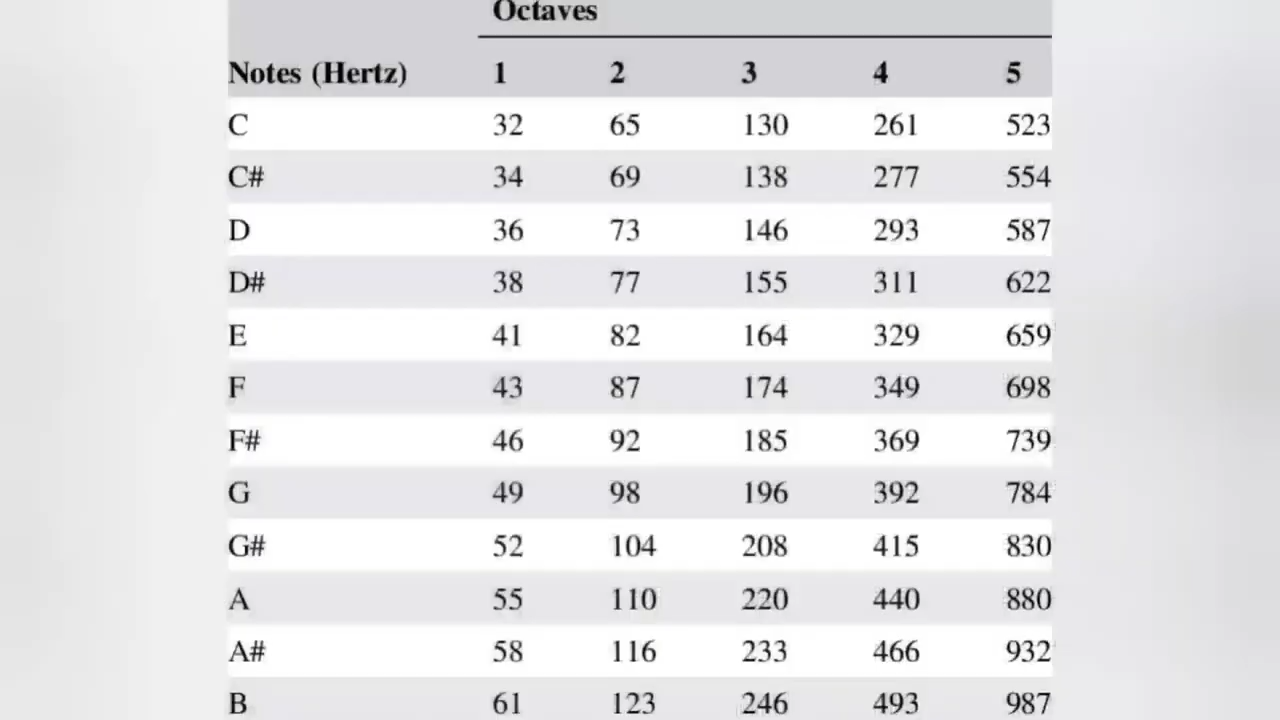 Octaves
Notes (Hertz) 1 2 3 4 5
C 32 65 130 261 523
C# 34 69 138 277 554
D 36 73 146 293 587
D# 38 77 155 311 622
E 41 82 164 329 659
F 43 87 174 349 698
F# 46 92 185 369 739
G 49 98 196 392 784
G# 52 104 208 415 830
A 55 110 220 440 880
A# 58 116 233 466 932
B 61 123 246 493 987